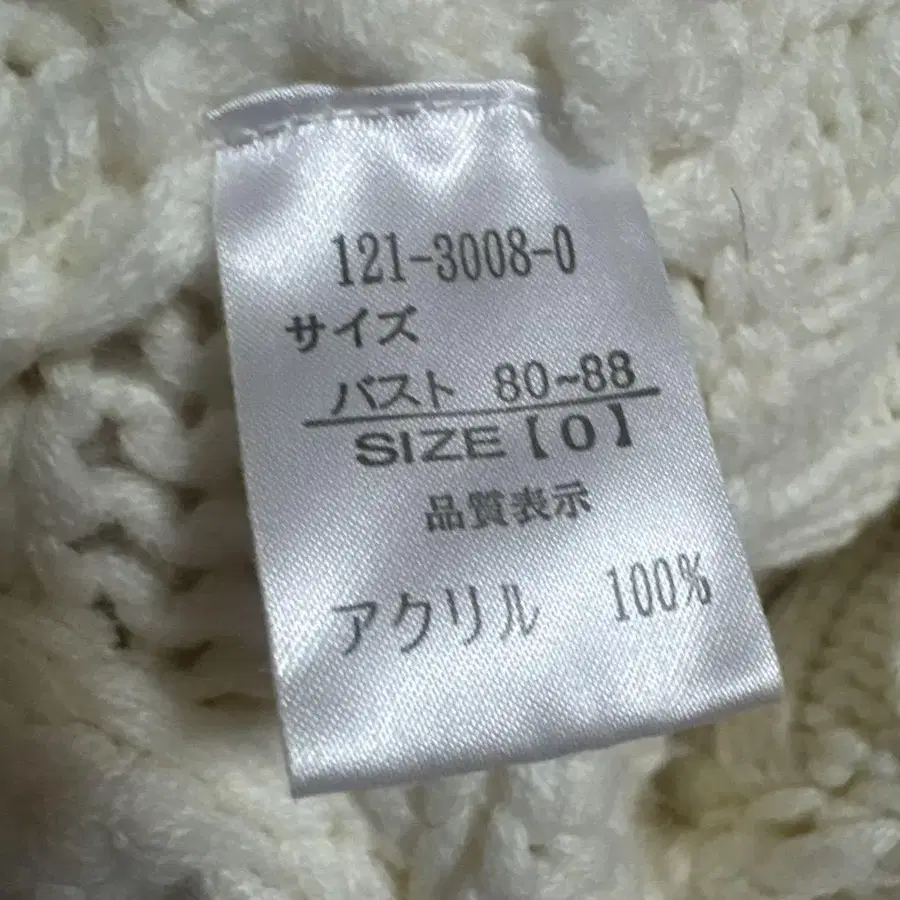 121-3008-0
サイズ
バスト 80~88
SIZE【0】
品質表示
アクリル 100%